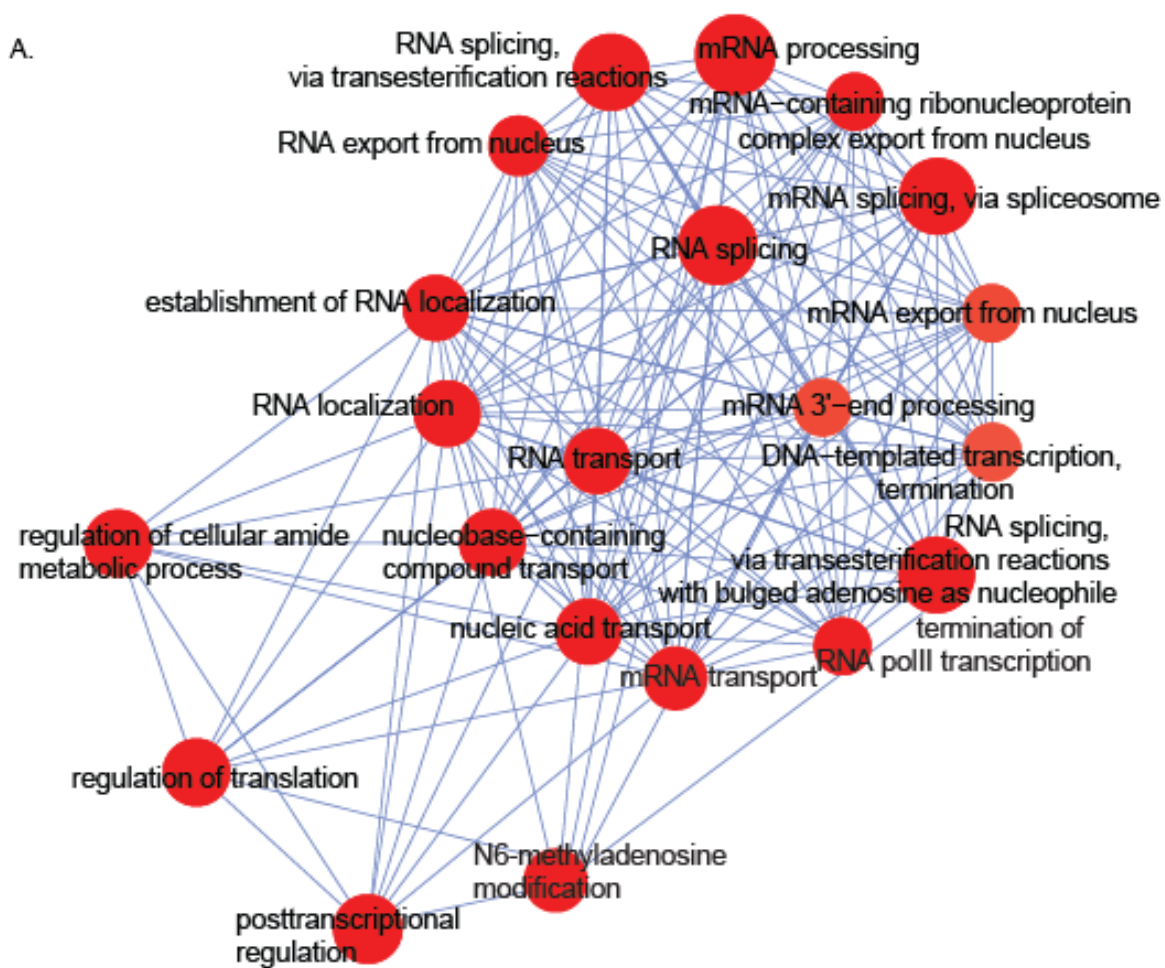 A.
RNA splicing,
via transesterification reactions
mRNA processing
mRNA−containing ribonucleoprotein
complex export from nucleus
RNA export from nucleus
mRNA splicing, via spliceosome
RNA splicing
establishment of RNA localization
mRNA export from nucleus
RNA localization
mRNA 3'−end processing
RNA transport
DNA−templated transcription,
termination
regulation of cellular amide
metabolic process
nucleobase−containing
compound transport
RNA splicing,
via transesterification reactions
with bulged adenosine as nucleophile
nucleic acid transport
termination of
RNA polII transcription
mRNA transport
regulation of translation
N6-methyladenosine
modification
posttranscriptional
regulation